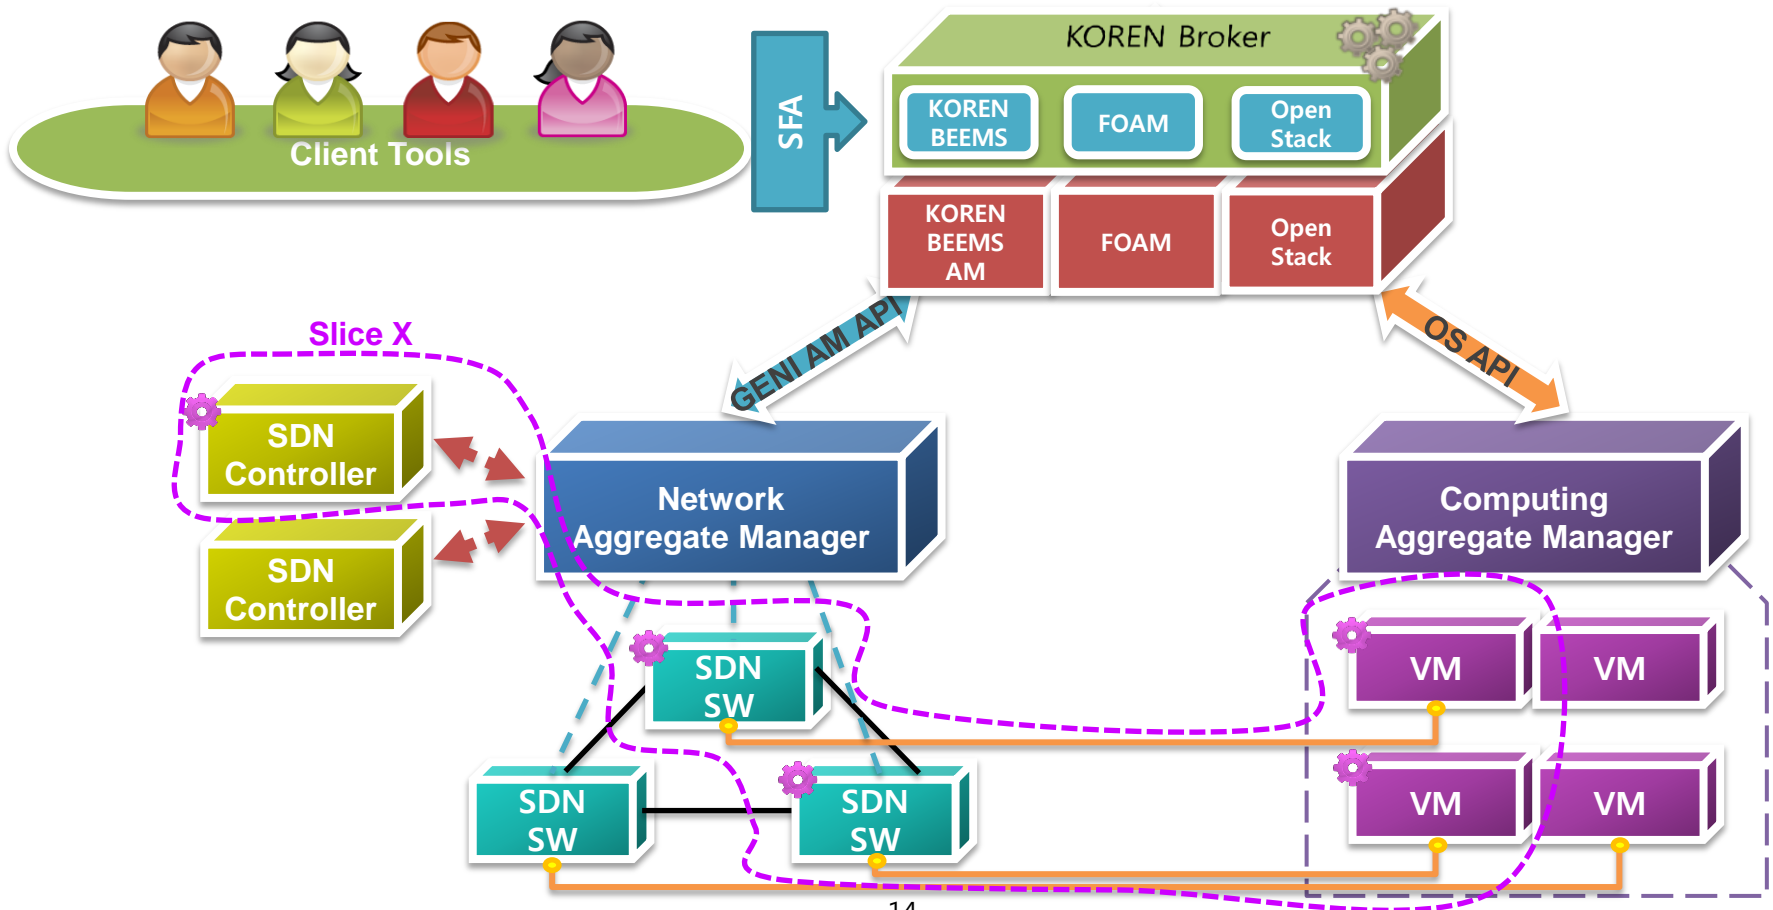 KOREN Broker
KOREN
BEEMS
FOAM
Open
Stack
SFA
Client Tools
KOREN
BEEMS
AM
FOAM
Open
Stack
GENI AM API
OS API
Slice X
SDN
Controller
SDN
Controller
Network
Aggregate Manager
Computing
Aggregate Manager
SDN
SW
VM
VM
SDN
SW
SDN
SW
VM
VM
14